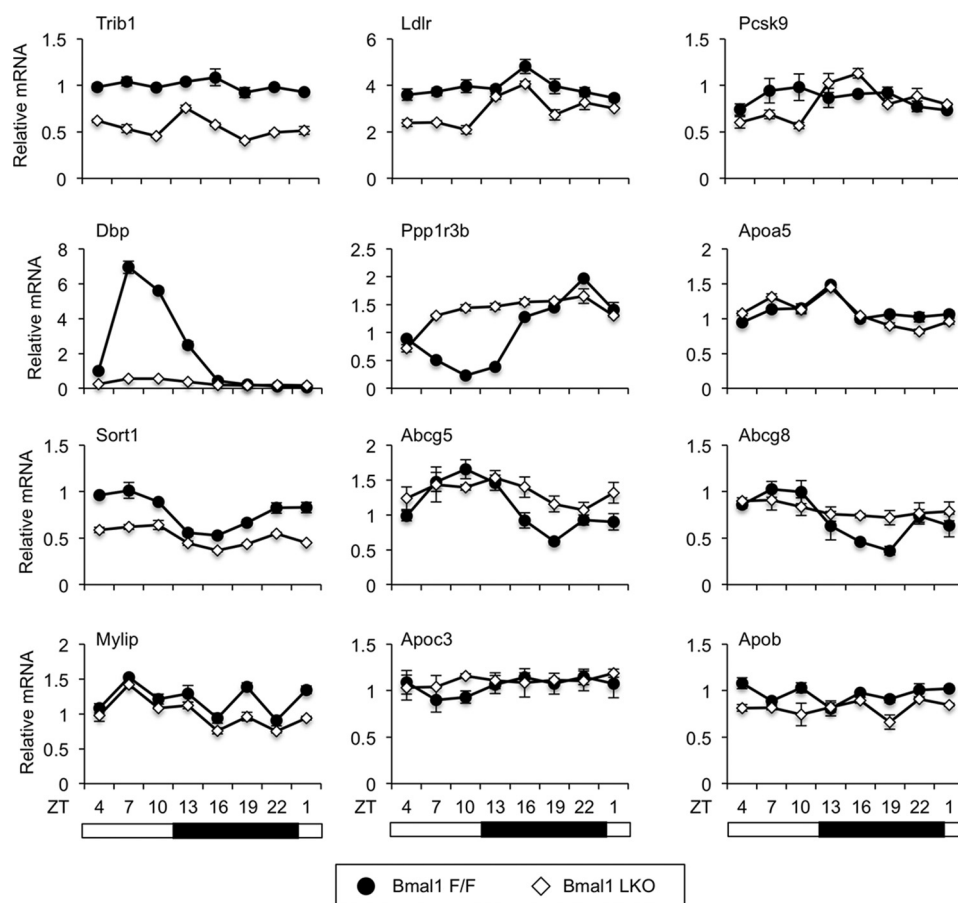 Trib1 Ldlr Pcsk9
Relative mRNA
1.5 6 1.5
1 4 1
0.5 2 0.5
0 0 0
Dbp Ppp1r3b Apoa5
Relative mRNA
8 2.5 2
6 2 1.5
4 1.5 1
2 1 0.5
0 0.5 0
0
Sort1 Abcg5 Abcg8
Relative mRNA
1.5 2 1.5
1 1.5 1
0.5 1 0.5
0 0.5 0
0
Mylip Apoc3 Apob
Relative mRNA
2 1.5 1.5
1.5 1 1
1 0.5 0.5
0.5 0 0
0
ZT 4 7 10 13 16 19 22 1 4 7 10 13 16 19 22 1 4 7 10 13 16 19 22 1
Bmal1 F/F Bmal1 LKO